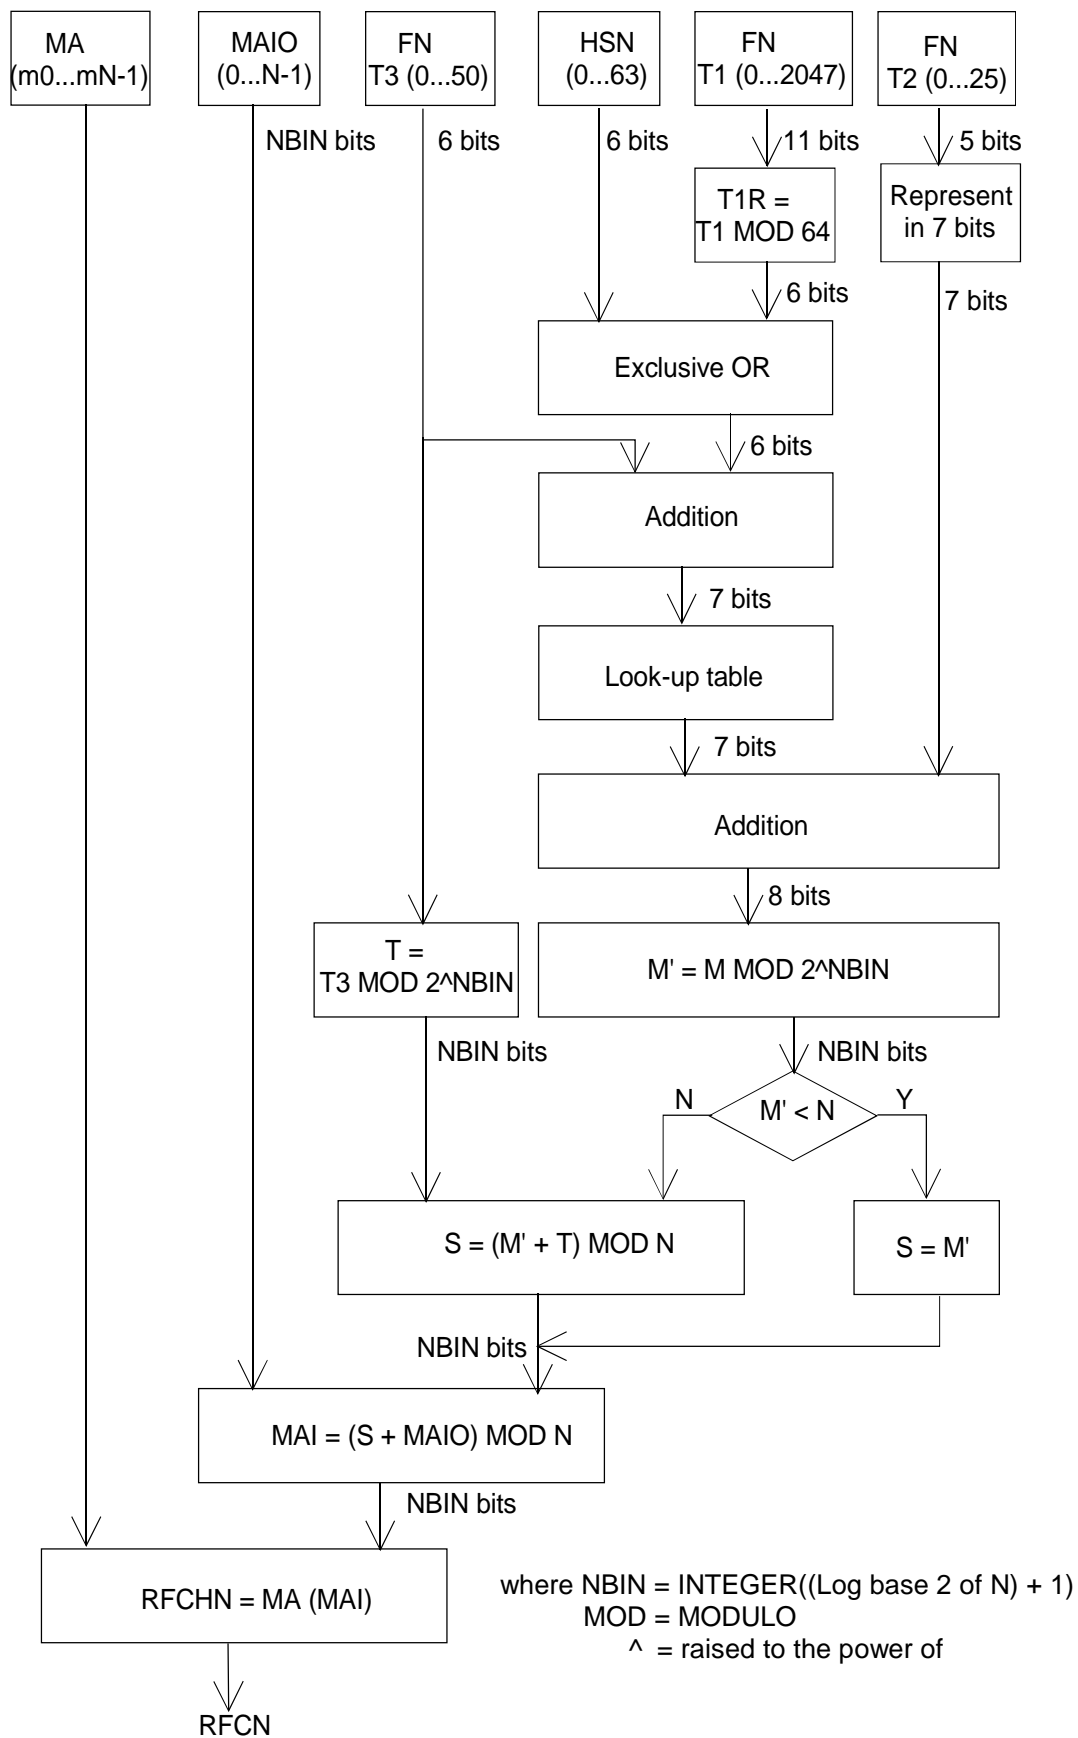 MA
(m0...mN-1)
MAIO
(0...N-1)
FN
T3 (0...50)
HSN
(0...63)
FN
T1 (0...2047)
FN
T2 (0...25)
NBIN bits
6 bits
6 bits
11 bits
5 bits
T1R =
T1 MOD 64
Represent
in 7 bits
6 bits
7 bits
Exclusive OR
6 bits
Addition
7 bits
Look-up table
7 bits
Addition
8 bits
T =
T3 MOD 2^NBIN
M' = M MOD 2^NBIN
NBIN bits
NBIN bits
N
M' < N
Y
S = (M' + T) MOD N
S = M'
NBIN bits
MAI = (S + MAIO) MOD N
NBIN bits
RFCHN = MA (MAI)
where NBIN = INTEGER((Log base 2 of N) + 1)
MOD = MODULO
^ = raised to the power of
RFCN